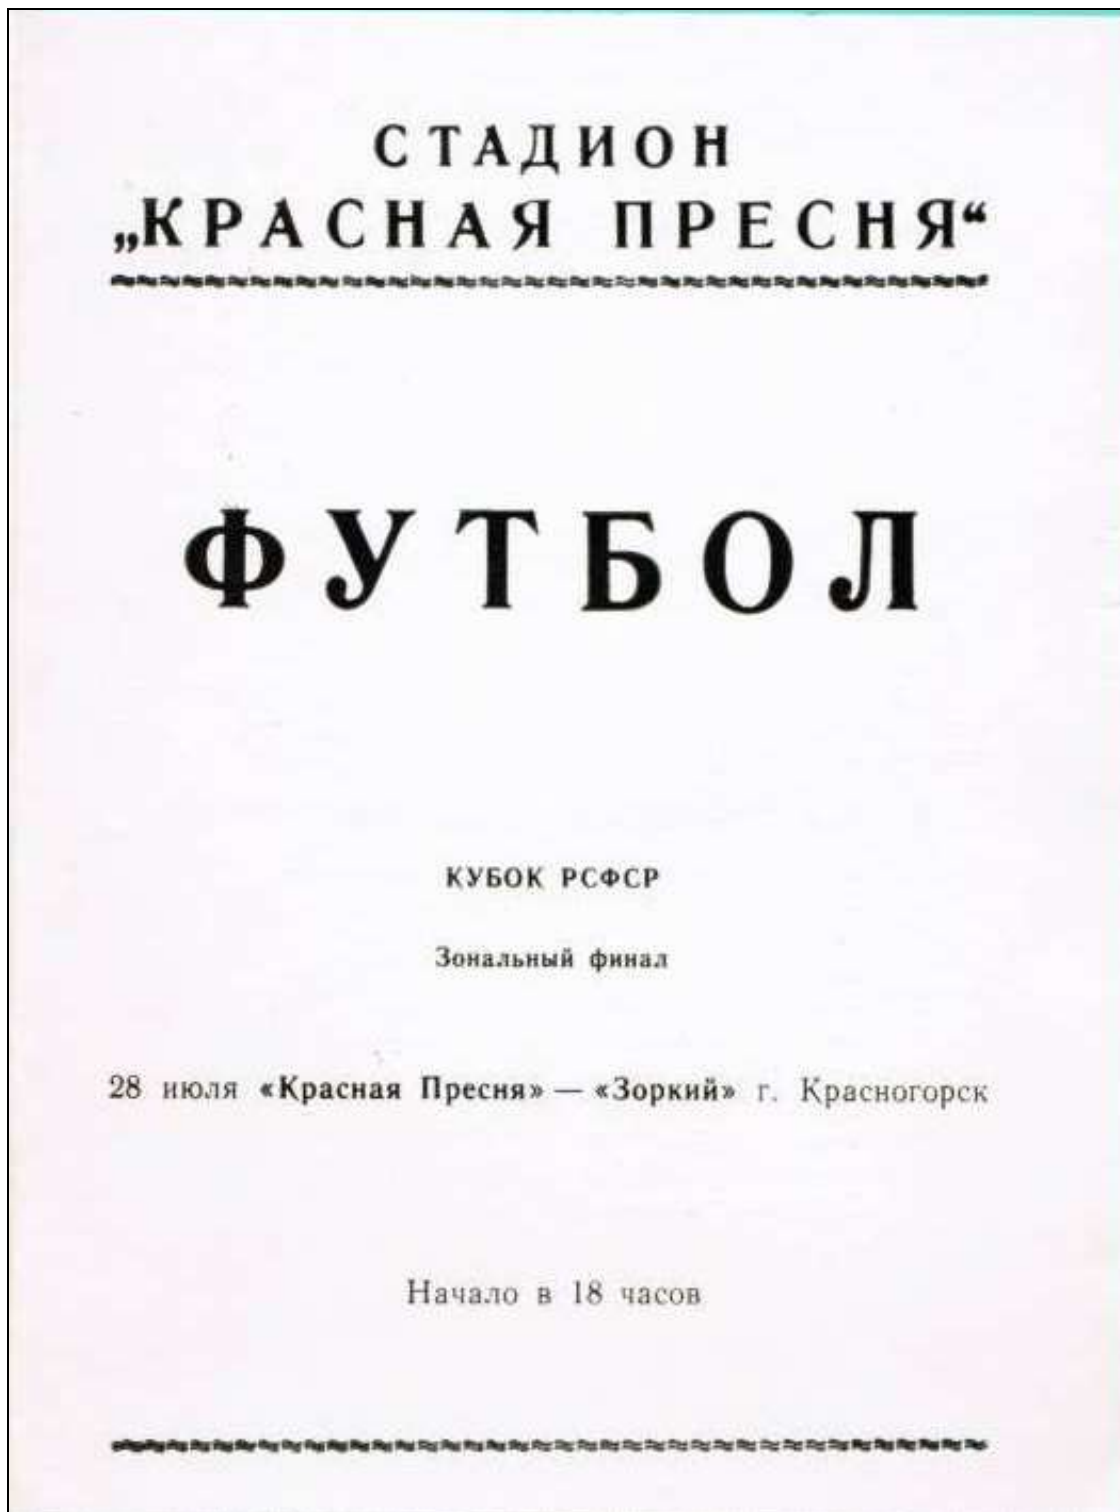 СТАДИОН
„КРАСНАЯ ПРЕСНЯ“
ФУТБОЛ
КУБОК РСФСР
Зональный финал
28 июля «Красная Пресня» — «Зоркий» г. Красногорск
Начало в 18 часов